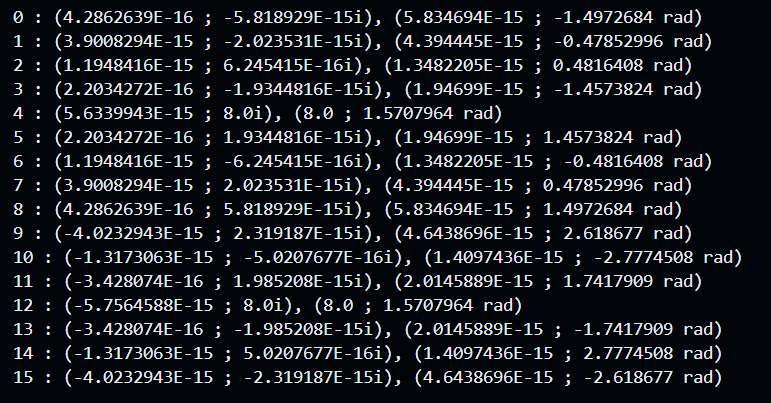 0 : (4.2862639E-16 ; -5.818929E-15i), (5.834694E-15 ; -1.4972684 rad)
1 : (3.9008294E-15 ; -2.023531E-15i), (4.394445E-15 ; -0.47852996 rad)
2 : (1.1948416E-15 ; 6.245415E-16i), (1.3482205E-15 ; 0.4816408 rad)
3 : (2.2034272E-16 ; -1.9344816E-15i), (1.94699E-15 ; -1.4573824 rad)
4 : (5.6339943E-15 ; 8.0i), (8.0 ; 1.5707964 rad)
5 : (2.2034272E-16 ; 1.9344816E-15i), (1.94699E-15 ; 1.4573824 rad)
6 : (1.1948416E-15 ; -6.245415E-16i), (1.3482205E-15 ; -0.4816408 rad)
7 : (3.9008294E-15 ; 2.023531E-15i), (4.394445E-15 ; 0.47852996 rad)
8 : (4.2862639E-16 ; 5.818929E-15i), (5.834694E-15 ; 1.4972684 rad)
9 : (-4.0232943E-15 ; 2.319187E-15i), (4.6438696E-15 ; 2.618677 rad)
10 : (-1.3173063E-15 ; -5.0207677E-16i), (1.4097436E-15 ; -2.7774508 rad)
11 : (-3.428074E-16 ; 1.985208E-15i), (2.0145889E-15 ; 1.7417909 rad)
12 : (-5.7564588E-15 ; 8.0i), (8.0 ; 1.5707964 rad)
13 : (-3.428074E-16 ; -1.985208E-15i), (2.0145889E-15 ; -1.7417909 rad)
14 : (-1.3173063E-15 ; 5.0207677E-16i), (1.4097436E-15 ; 2.7774508 rad)
15 : (-4.0232943E-15 ; -2.319187E-15i), (4.6438696E-15 ; -2.618677 rad)